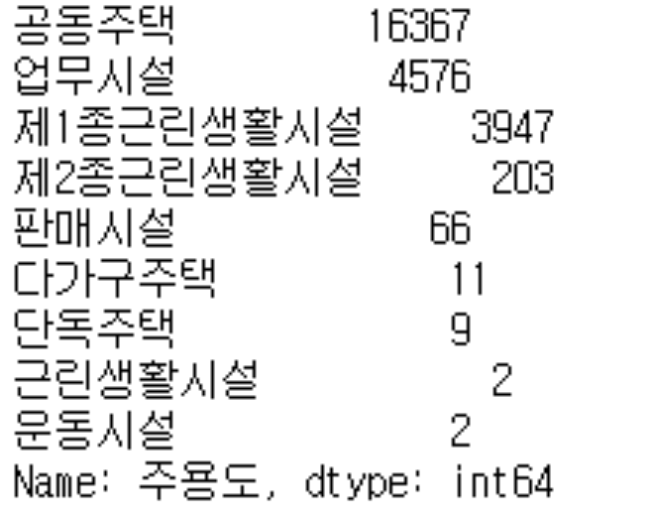 공동주택 16367
업무시설 4576
제1종근린생활시설 3947
제2종근린생활시설 203
판매시설 66
다가구주택 11
단독주택 9
근린생활시설 2
운동시설 2
Name: 주용도, dtype: int64